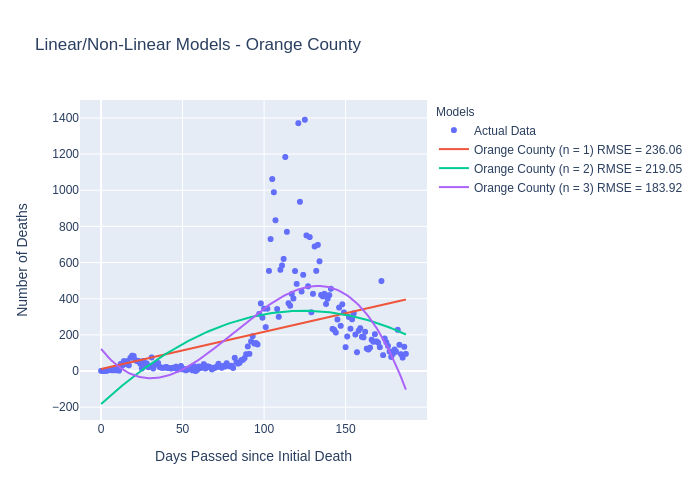 Linear/Non-Linear Models - Orange County
Models
Actual Data
Orange County (n = 1) RMSE = 236.06
Orange County (n = 2) RMSE = 219.05
Orange County (n = 3) RMSE = 183.92
1400
1200
1000
800
600
400
200
0
−200
Number of Deaths
0
50
100
150
Days Passed since Initial Death